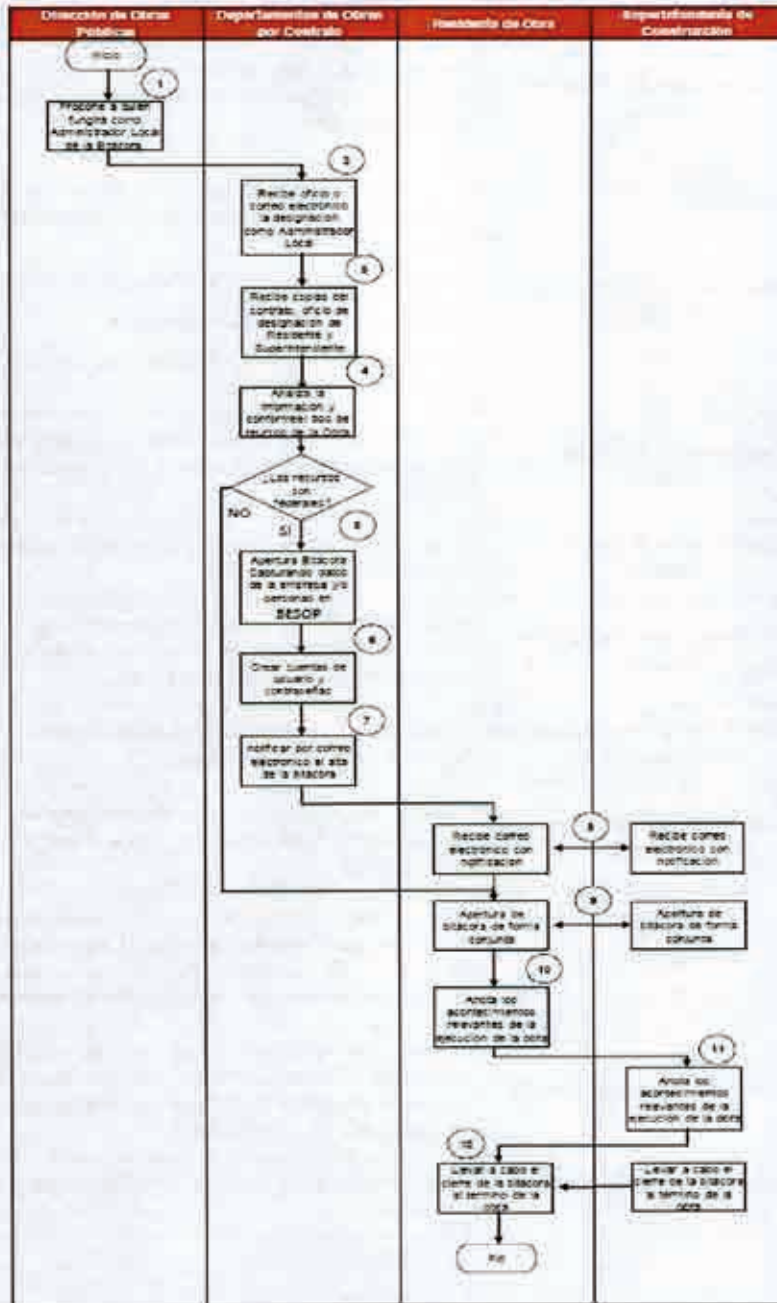 Dirección de Obras
Públicas
Departamentos de Obras
por Contrato
Residente de Obra
Superintendente de
Construcción
Inicio
1
Propone a quien
fungirá como
Administrador Local
de la Bitácora
2
Recibe oficio o
correo electrónico
la designación
como Administrador
Local
3
Recibe copias del
contrato, oficio de
designación de
Residente y
Superintendente
4
Analiza la
información y
tipo de
recurso de la Obra
¿Los recursos
son
federales?
NO
SI
5
Apertura Bitácora
Capturando datos
de la empresa y/o
personas en
BESOP
6
Crear cuentas de
usuario y
contraseñas
7
notificar por correo
electrónico el alta
de la bitácora
Recibe correo
electrónico con
notificación
8
Recibe correo
electrónico con
notificación
Apertura de
bitácora de forma
conjunta
9
Apertura de
bitácora de forma
conjunta
10
Anota los
acontecimientos
relevantes de la
ejecución de la obra
11
Anota los
acontecimientos
relevantes de la
ejecución de la obra
12
Llevar a cabo el
cierre de la bitácora
al término de la
obra
Llevar a cabo el
cierre de la bitácora
al término de la
obra
Fin